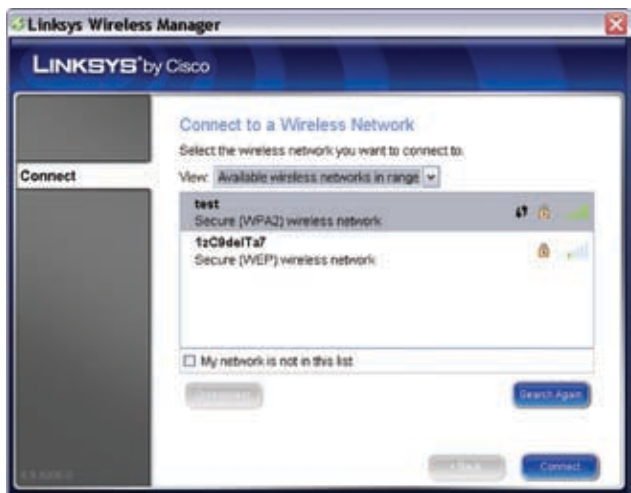 Linksys Wireless Manager
LINKSYS® by Cisco
Connect to a Wireless Network
Select the wireless network you want to connect to.
Connect
View: Available wireless networks in range
test
Secure (WPA2) wireless network
1zC9delTa7
Secure (WEP) wireless network
My network is not in this list
Search Again
Connect